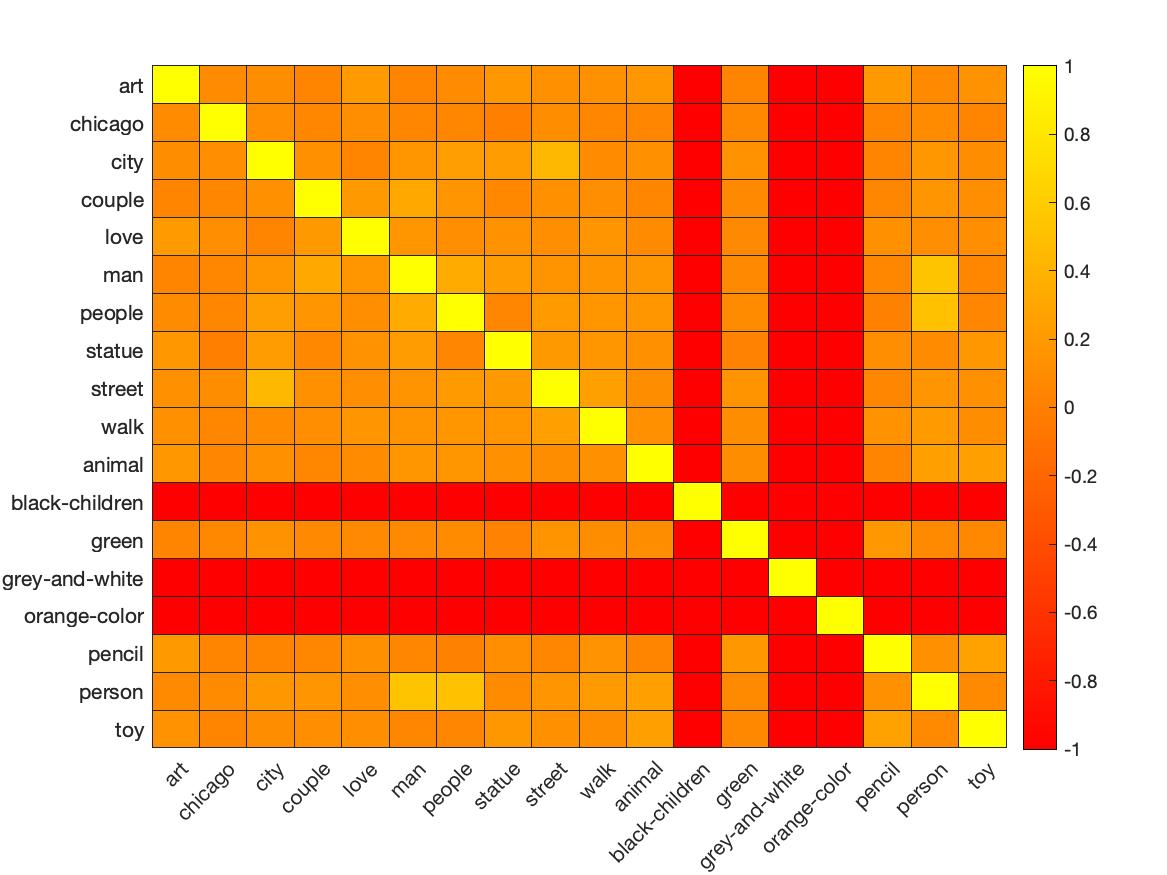 art
chicago
city
couple
love
man
people
statue
street
walk
animal
black-children
green
grey-and-white
orange-color
pencil
person
toy
art
chicago
city
couple
love
man
people
statue
street
walk
animal
black-children
green
grey-and-white
orange-color
pencil
person
toy
1
0.8
0.6
0.4
0.2
0
-0.2
-0.4
-0.6
-0.8
-1